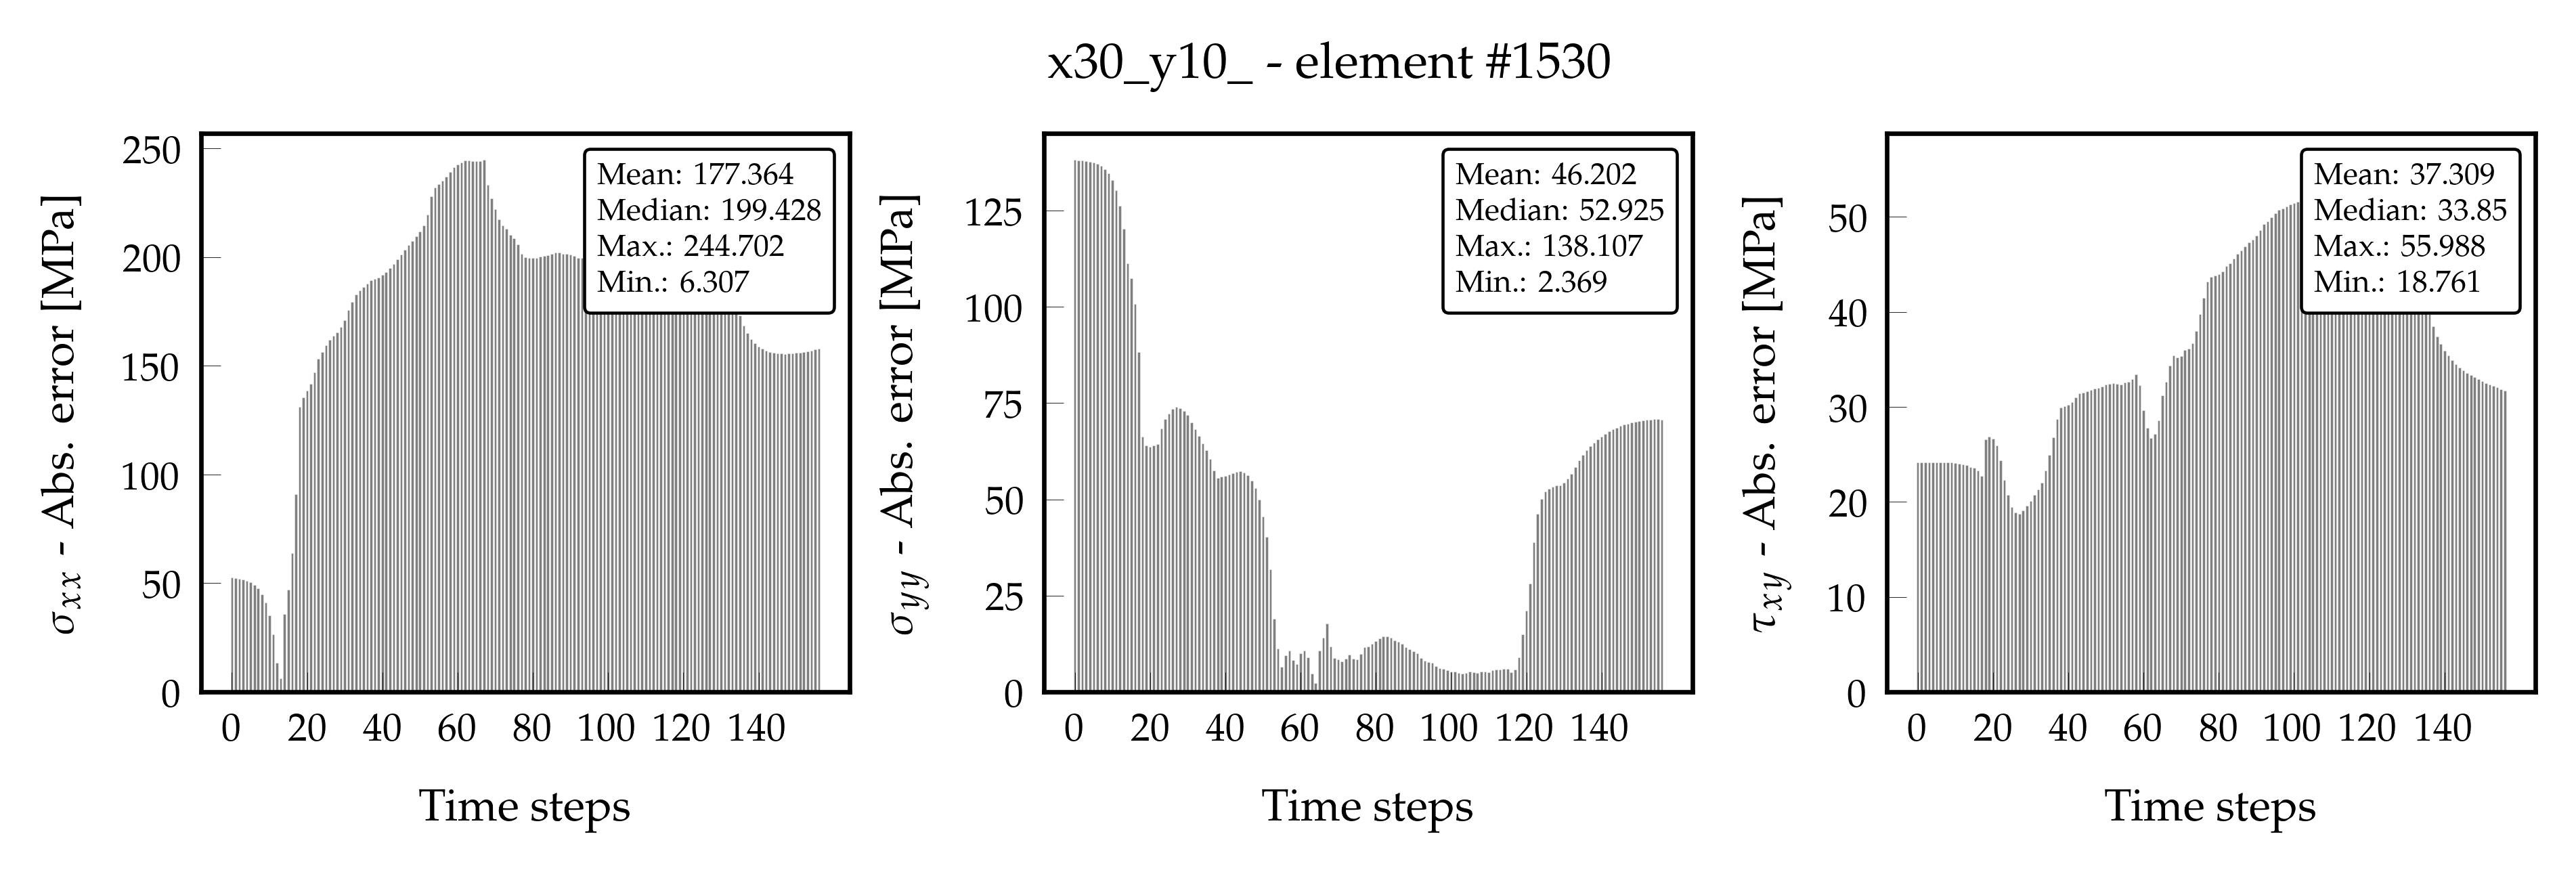 x30_y10_ - element #1530
σxx - Abs. error [MPa]
250
200
150
100
50
0
0 20 40 60 80 100 120 140
Time steps
Mean: 177.364
Median: 199.428
Max.: 244.702
Min.: 6.307
σyy - Abs. error [MPa]
125
100
75
50
25
0
0 20 40 60 80 100 120 140
Time steps
Mean: 46.202
Median: 52.925
Max.: 138.107
Min.: 2.369
τxy - Abs. error [MPa]
50
40
30
20
10
0
0 20 40 60 80 100 120 140
Time steps
Mean: 37.309
Median: 33.85
Max.: 55.988
Min.: 18.761